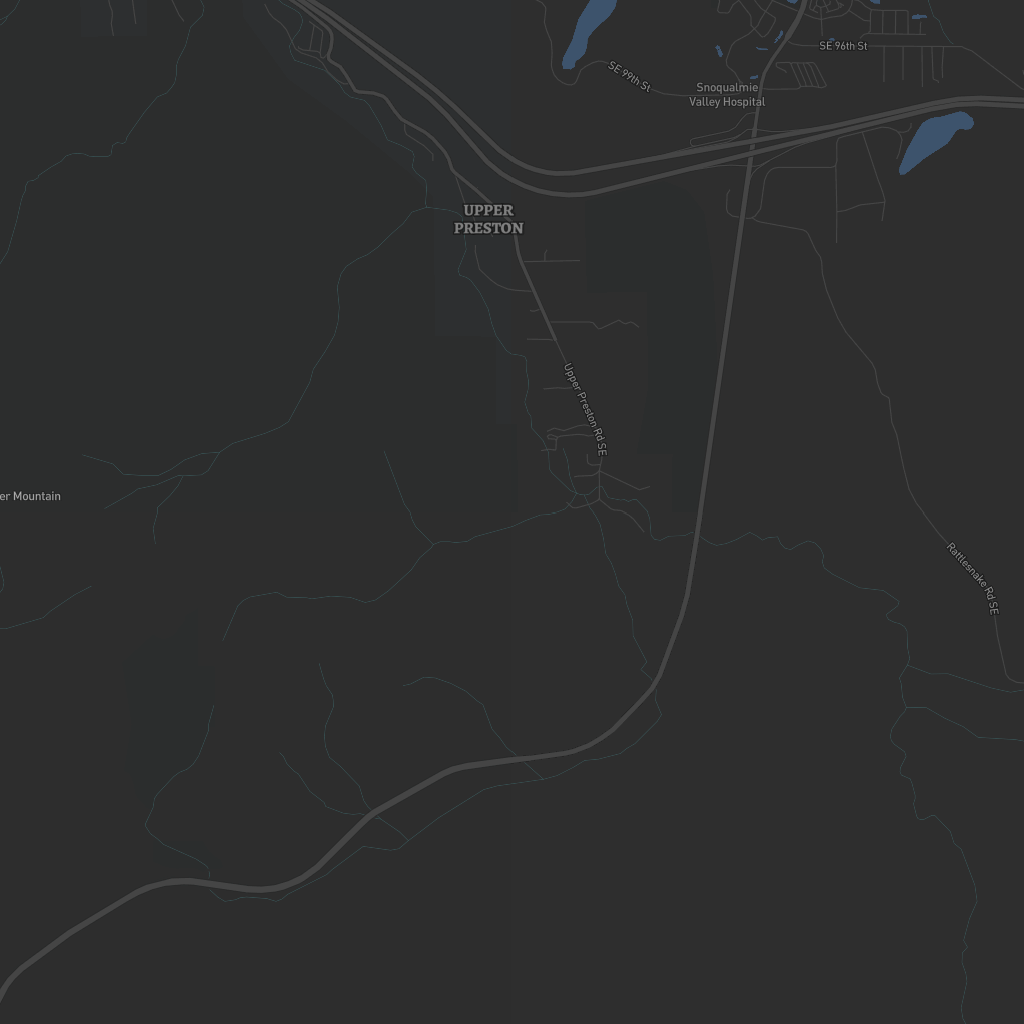 SE 96th St
SE 99th St
Snoqualmie
Valley Hospital
UPPER
PRESTON
Upper Preston Rd SE
er Mountain
Rattlesnake Rd SE